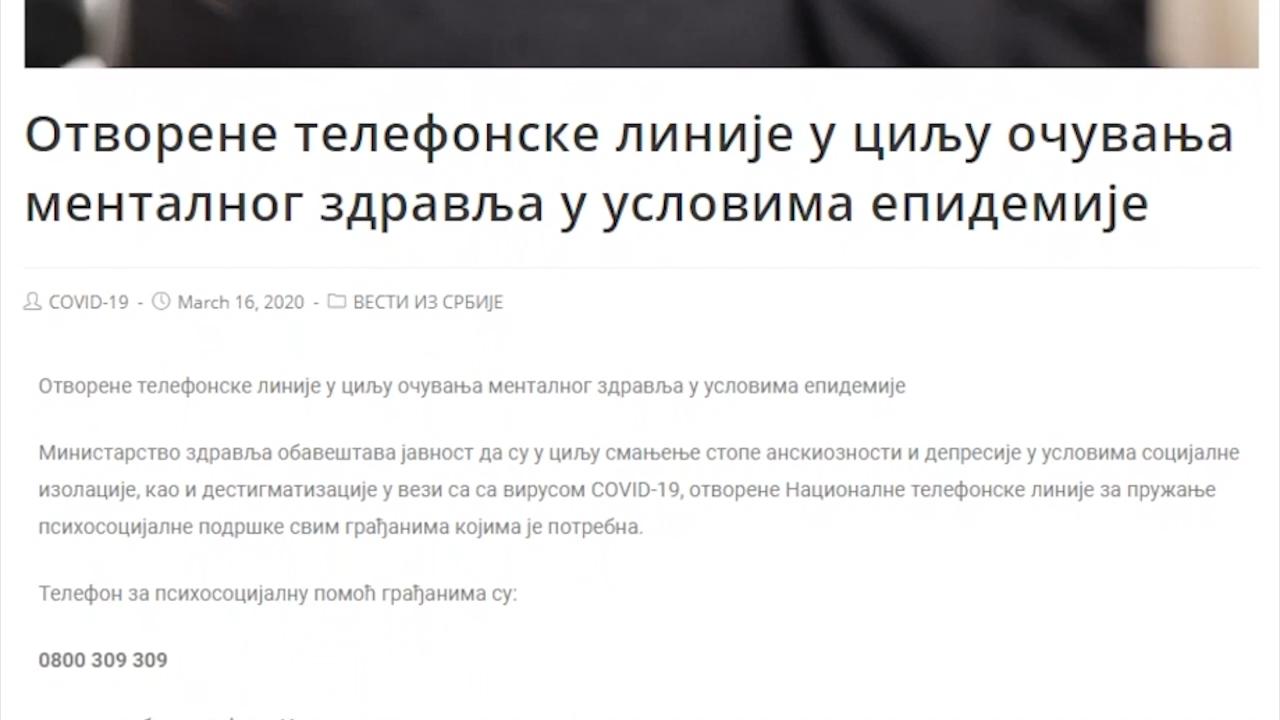 Отворене телефонске линије у циљу очувања
менталног здравља у условима епидемије
COVID-19 - March 16, 2020 - ВЕСТИ ИЗ СРБИЈЕ
Отворене телефонске линије у циљу очувања менталног здравља у условима епидемије
Министарство здравља обавештава јавност да су у циљу смањење стопе анскиозности и депресије у условима социјалне
изолације, као и дестигматизације у вези са са вирусом COVID-19, отворене Националне телефонске линије за пружање
психосоцијалне подршке свим грађанима којима је потребна.
Телефон за психосоцијалну помоћ грађанима су:
0800 309 309